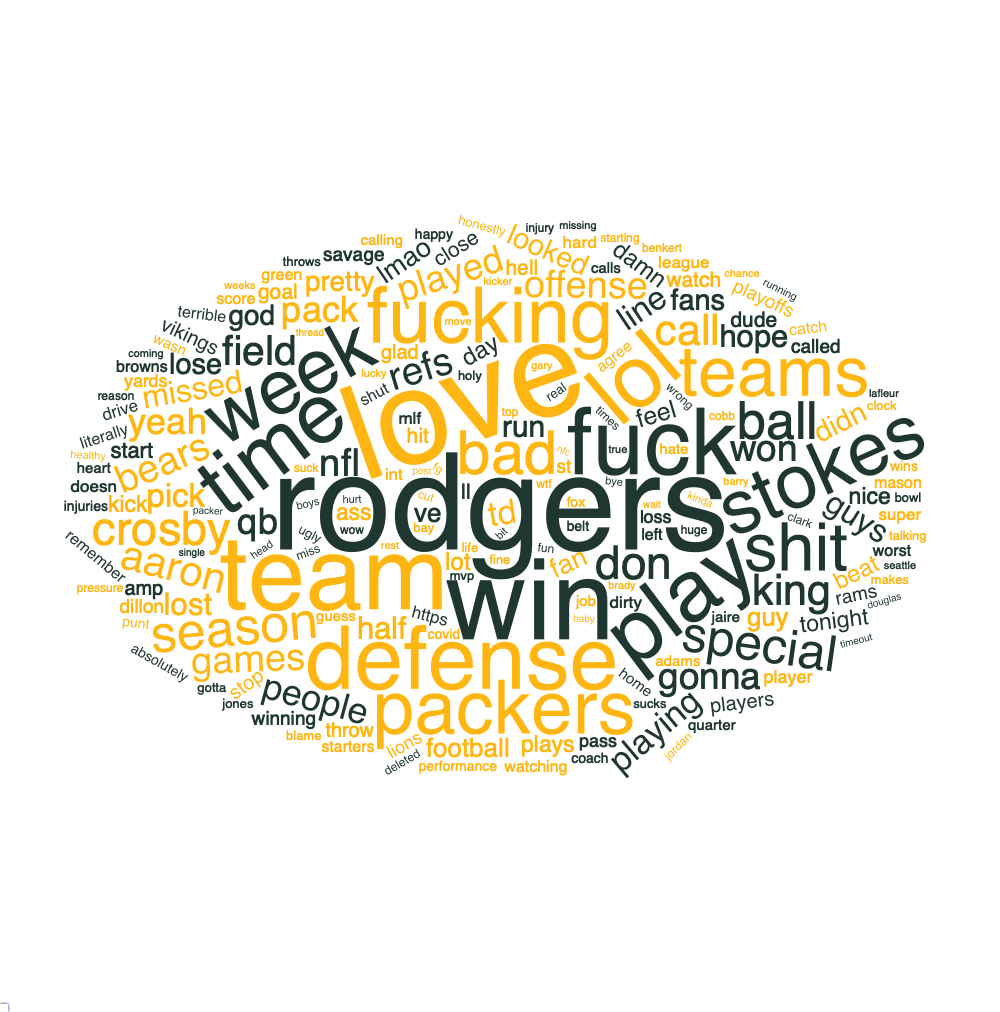 honestly
injury
missing
happy
looked
hard
starting
calling
lmao
close
benkert
savage
damn
throws
played
hell
calls
league
chance
green
pretty
offense
watch
running
weeks
goal
kicker
line
fans
playoffs
score
pack
fucking
terrible
god
move
call
dude
catch
vikings
thread
hope
called
wasn
field
glad
refs
day
lol
agree
coming
browns
lose
week
lucky
holy
love
gary
teams
lafleur
yards
missed
shut
real
wrong
reason
time
mlf
top
times
feel
cobb
ball
didn
clock
drive
yeah
hit
run
fuck
literally
start
nfl
bad
nfc
true
hate
won
stokes
healthy
bears
suck
int
post
fg
st
bye
barry
wins
heart
doesn
pick
boys
hurt
ll
wtf
kinda
mason
injuries
kick
packer
rodgers
cut
fox
wait
nice
bowl
crosby
qb
ass
ve
td
belt
loss
guys
super
wow
bay
bit
left
huge
clark
talking
remember
single
head
ugly
miss
rest
fun
shit
worst
aaron
team
life
fine
fan
don
play
beat
seattle
pressure
amp
lot
mvp
win
brady
king
makes
dillon
lost
https
job
dirty
rams
douglas
punt
guess
baby
jaire
guy
tonight
season
half
covid
special
timeout
absolutely
games
defense
home
adams
gotta
stop
people
gonna
player
jones
packers
sucks
players
winning
throw
playing
quarter
blame
starters
lions
football
plays
pass
jordan
deleted
performance
watching
coach